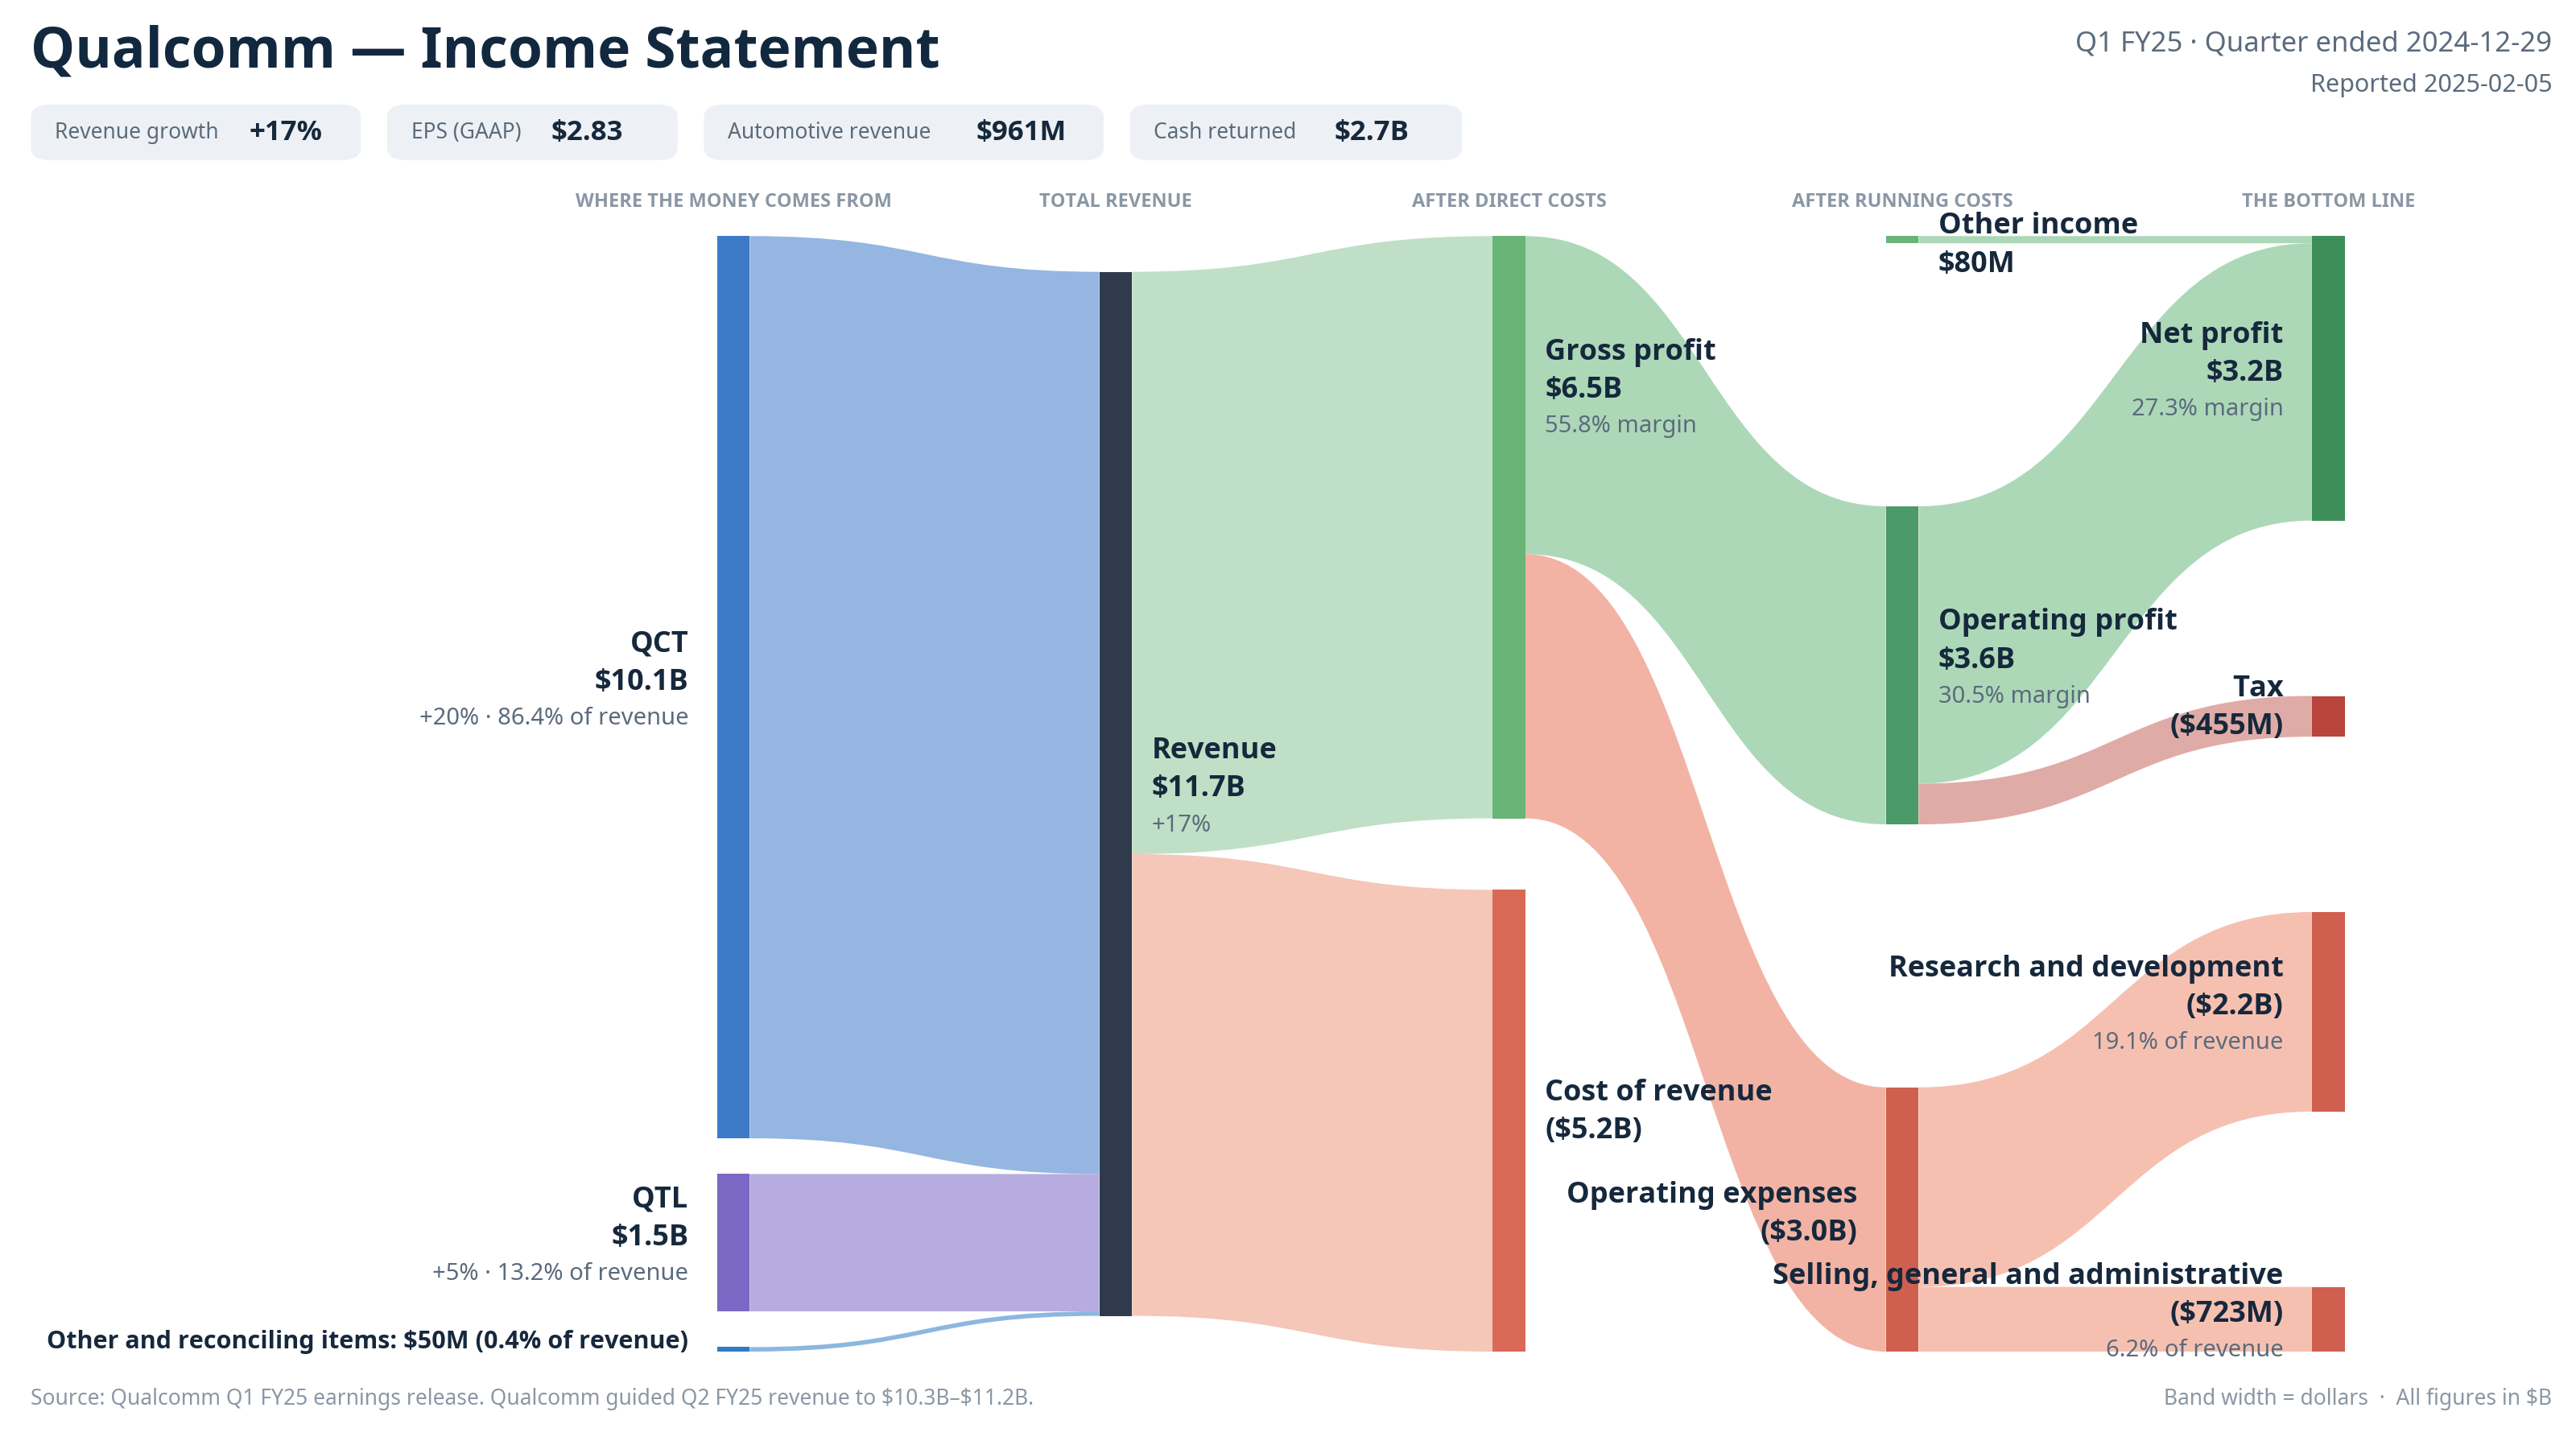 Qualcomm — Income Statement
Q1 FY25 · Quarter ended 2024-12-29
Reported 2025-02-05
Revenue growth +17%
EPS (GAAP) $2.83
Automotive revenue $961M
Cash returned $2.7B
WHERE THE MONEY COMES FROM
TOTAL REVENUE
AFTER DIRECT COSTS
AFTER RUNNING COSTS
THE BOTTOM LINE
Other income
$80M
Net profit
$3.2B
27.3% margin
Gross profit
$6.5B
55.8% margin
Operating profit
$3.6B
30.5% margin
Tax
($455M)
QCT
$10.1B
+20% · 86.4% of revenue
Revenue
$11.7B
+17%
Research and development
($2.2B)
19.1% of revenue
Cost of revenue
($5.2B)
Operating expenses
($3.0B)
QTL
$1.5B
+5% · 13.2% of revenue
Selling, general and administrative
($723M)
6.2% of revenue
Other and reconciling items: $50M (0.4% of revenue)
Source: Qualcomm Q1 FY25 earnings release. Qualcomm guided Q2 FY25 revenue to $10.3B–$11.2B.
Band width = dollars · All figures in $B